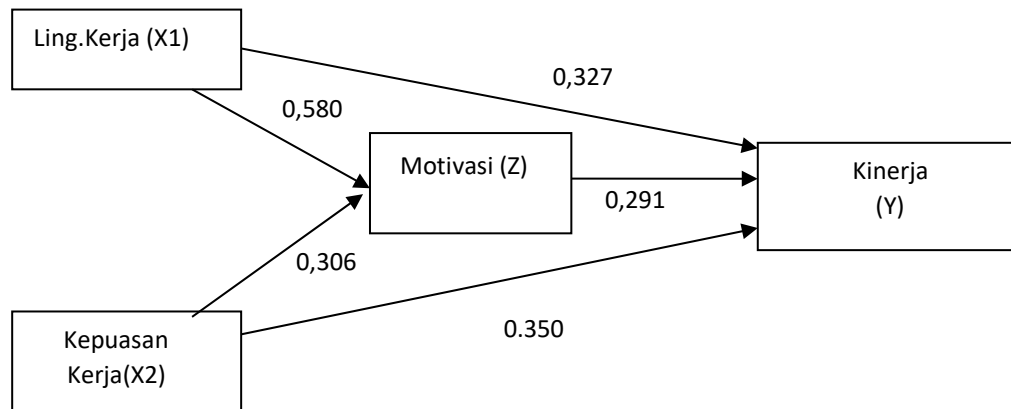 Ling.Kerja (X1)
0,327
0,580
Motivasi (Z)
Kinerja
(Y)
0,291
0,306
0.350
Kepuasan
Kerja(X2)